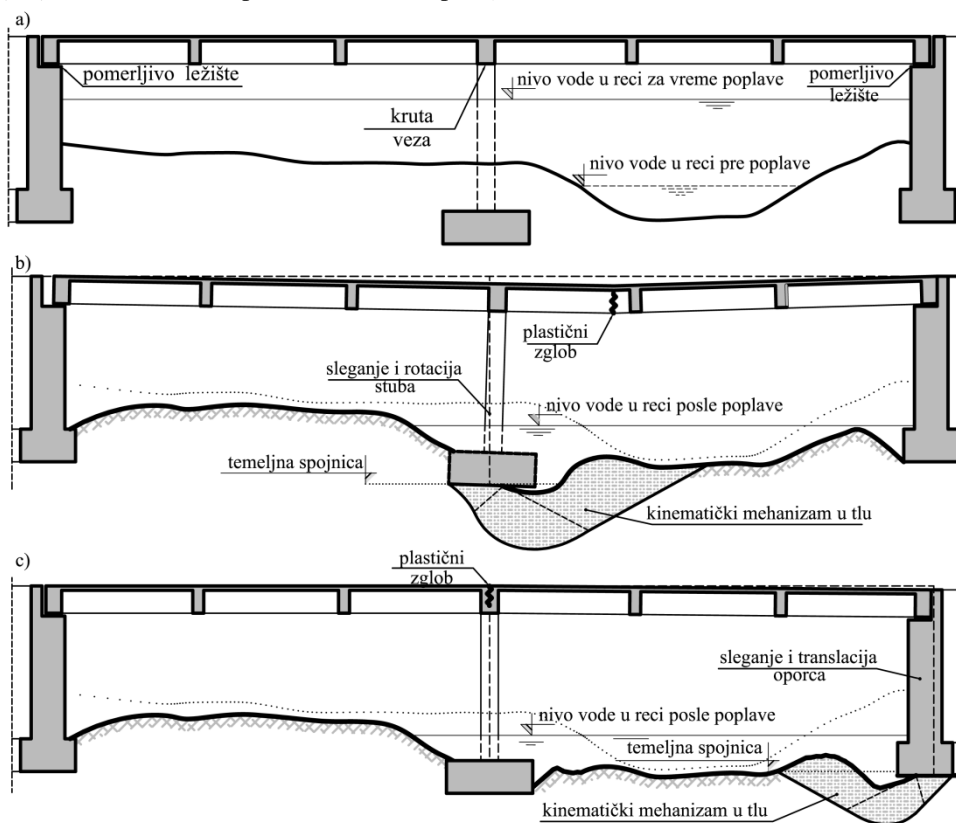 a)
pomerljivo ležište
nivo vode u reci za vreme poplave
pomerljivo
ležište
kruta
veza
nivo vode u reci pre poplave
b)
plastični
zglob
sleganje i rotacija
stuba
nivo vode u reci posle poplave
temeljna spojnica
kinematički mehanizam u tlu
c)
plastični
zglob
sleganje i translacija
oporca
nivo vode u reci posle poplave
temeljna spojnica
kinematički mehanizam u tlu